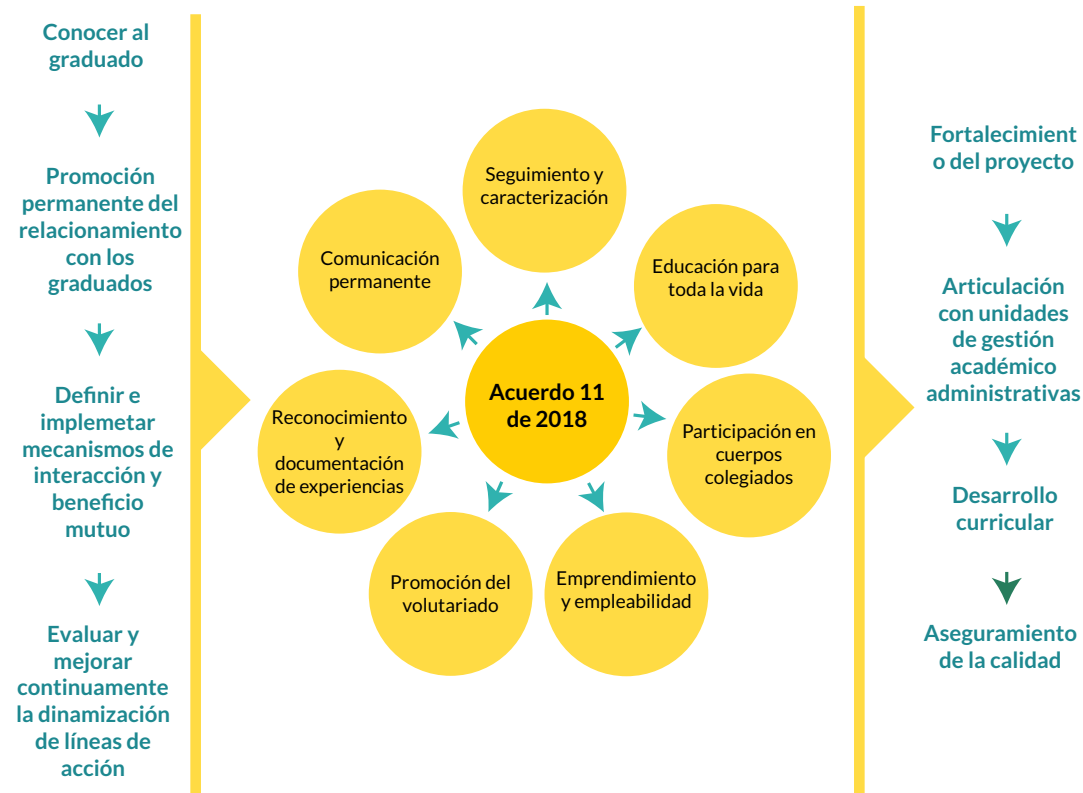 Conocer al
graduado
Promoción
permanente del
relacionamiento
con los
graduados
Definir e
implemetar
mecanismos de
interacción y
beneficio
mutuo
Evaluar y
mejorar
continuamente
la dinamización
de líneas de
acción
Seguimiento y
caracterización
Comunicación
permanente
Educación para
toda la vida
Acuerdo 11
de 2018
Reconocimiento
y
documentación
de experiencias
Participación en
cuerpos
colegiados
Promoción del
volutariado
Emprendimiento
y empleabilidad
Fortalecimient
o del proyecto
Articulación
con unidades
de gestión
académico
administrativas
Desarrollo
curricular
Aseguramiento
de la calidad